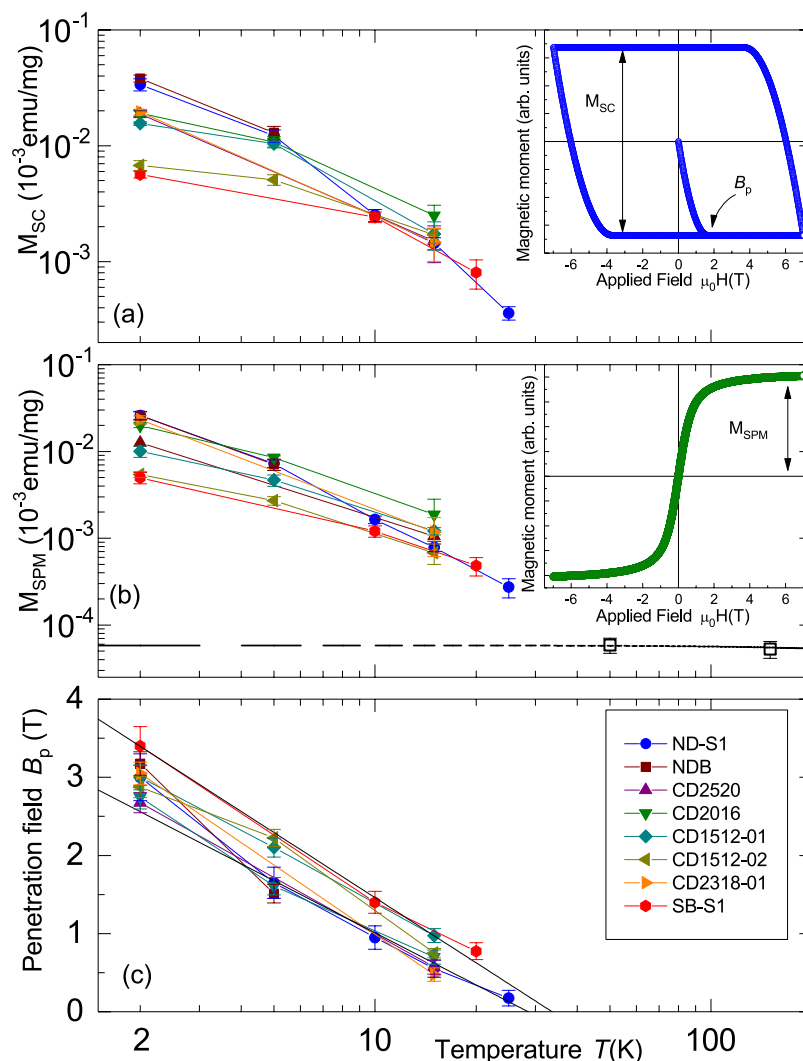 10⁻¹
10⁻²
10⁻³
M_SC (10⁻³emu/mg)
(a)
Magnetic moment (arb. units)
M_SC
B_p
-6 -4 -2 0 2 4 6
Applied Field μ₀H(T)
10⁻¹
10⁻²
10⁻³
10⁻⁴
M_SPM (10⁻³emu/mg)
(b)
Magnetic moment (arb. units)
M_SPM
-6 -4 -2 0 2 4 6
Applied Field μ₀H(T)
4
3
2
1
0
Penetration field B_p (T)
(c)
ND-S1
NDB
CD2520
CD2016
CD1512-01
CD1512-02
CD2318-01
SB-S1
2 10 100
Temperature T(K)